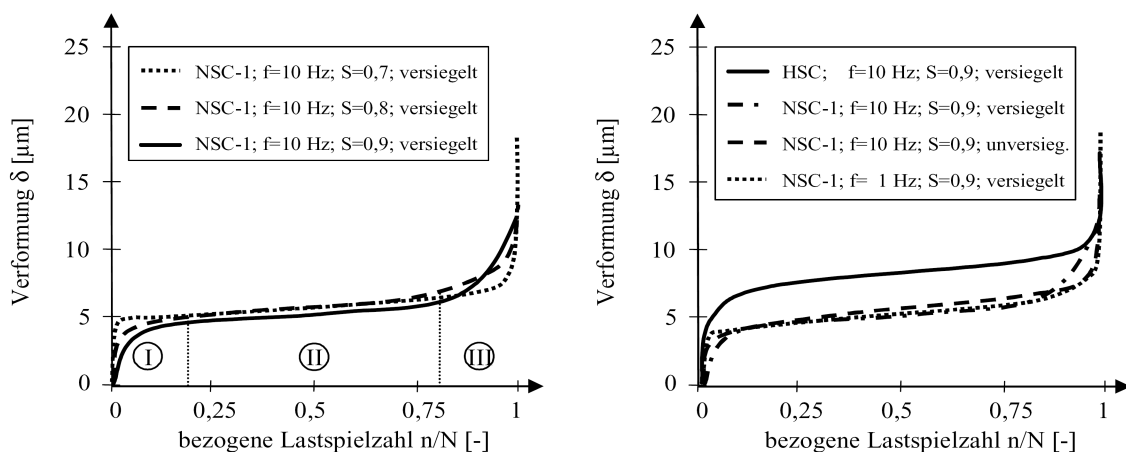 25
20
15
10
5
0
Verformung δ [µm]
NSC-1; f=10 Hz; S=0,7; versiegelt
NSC-1; f=10 Hz; S=0,8; versiegelt
NSC-1; f=10 Hz; S=0,9; versiegelt
I
II
III
0
0,25
0,5
0,75
1
bezogene Lastspielzahl n/N [-]
25
20
15
10
5
0
Verformung δ [µm]
HSC; f=10 Hz; S=0,9; versiegelt
NSC-1; f=10 Hz; S=0,9; versiegelt
NSC-1; f=10 Hz; S=0,9; unversieg.
NSC-1; f= 1 Hz; S=0,9; versiegelt
0
0,25
0,5
0,75
1
bezogene Lastspielzahl n/N [-]